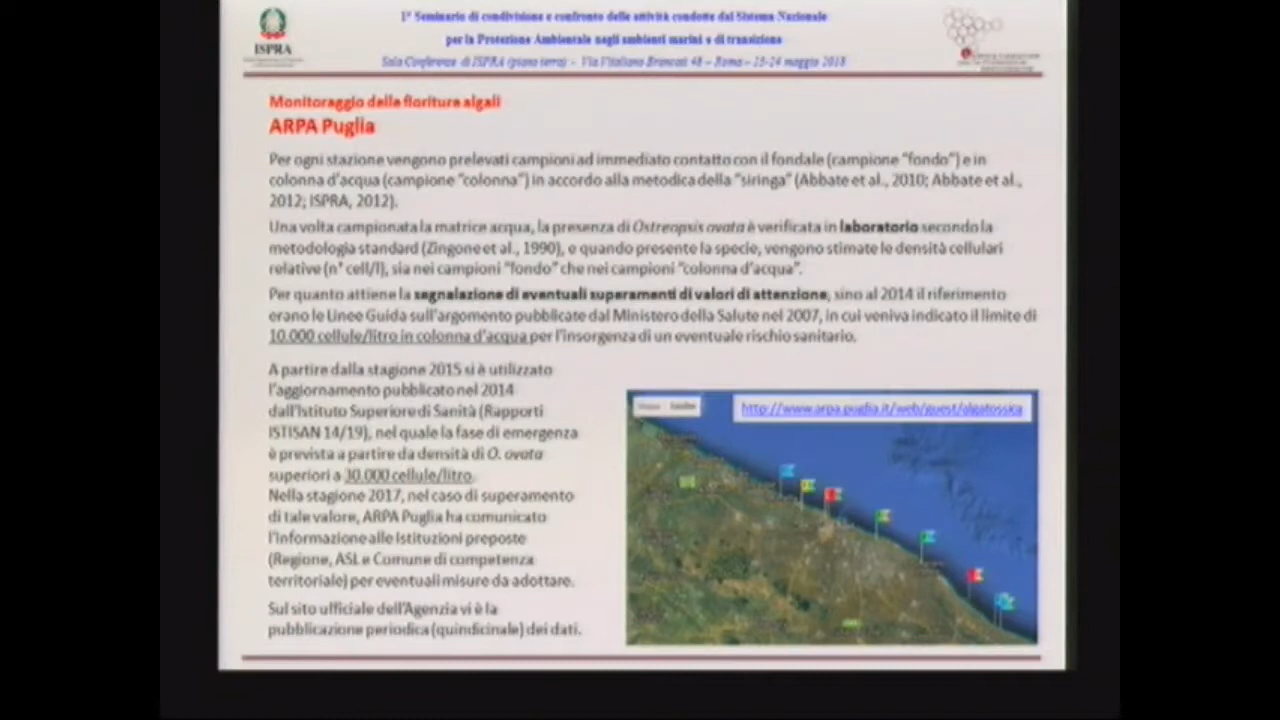 1° Seminario di condivisione e confronto delle attività condotte dal Sistema Nazionale
per la Protezione Ambientale negli ambienti marini e di transizione
Sala Conferenze di ISPRA (piano terra) - Via Vitaliano Brancati 48 – Roma – 23-24 maggio 2018
ISPRA
Monitoraggio delle fioriture algali
ARPA Puglia
Per ogni stazione vengono prelevati campioni ad immediato contatto con il fondale (campione "fondo") e in
colonna d'acqua (campione "colonna") in accordo alla metodica della "siringa" (Abbate et al., 2010; Abbate et al.,
2012; ISPRA, 2012).
Una volta campionata la matrice acqua, la presenza di Ostreopsis ovata è verificata in laboratorio secondo la
metodologia standard (Zingone et al., 1990), e quando presente la specie, vengono stimate le densità cellulari
relative (n° cell/l), sia nei campioni "fondo" che nei campioni "colonna d'acqua".
Per quanto attiene la segnalazione di eventuali superamenti di valori di attenzione, sino al 2014 il riferimento
erano le Linee Guida sull'argomento pubblicate dal Ministero della Salute nel 2007, in cui veniva indicato il limite di
10.000 cellule/litro in colonna d'acqua per l'insorgenza di un eventuale rischio sanitario.
A partire dalla stagione 2015 si è utilizzato
l'aggiornamento pubblicato nel 2014
dall'Istituto Superiore di Sanità (Rapporti
ISTISAN 14/19), nel quale la fase di emergenza
è prevista a partire da densità di O. ovata
superiori a 30.000 cellule/litro.
Nella stagione 2017, nel caso di superamento
di tale valore, ARPA Puglia ha comunicato
l'informazione alle Istituzioni preposte
(Regione, ASL e Comune di competenza
territoriale) per eventuali misure da adottare.
Sul sito ufficiale dell'Agenzia vi è la
pubblicazione periodica (quindicinale) dei dati.
http://www.arpa.puglia.it/web/guest/algatossica